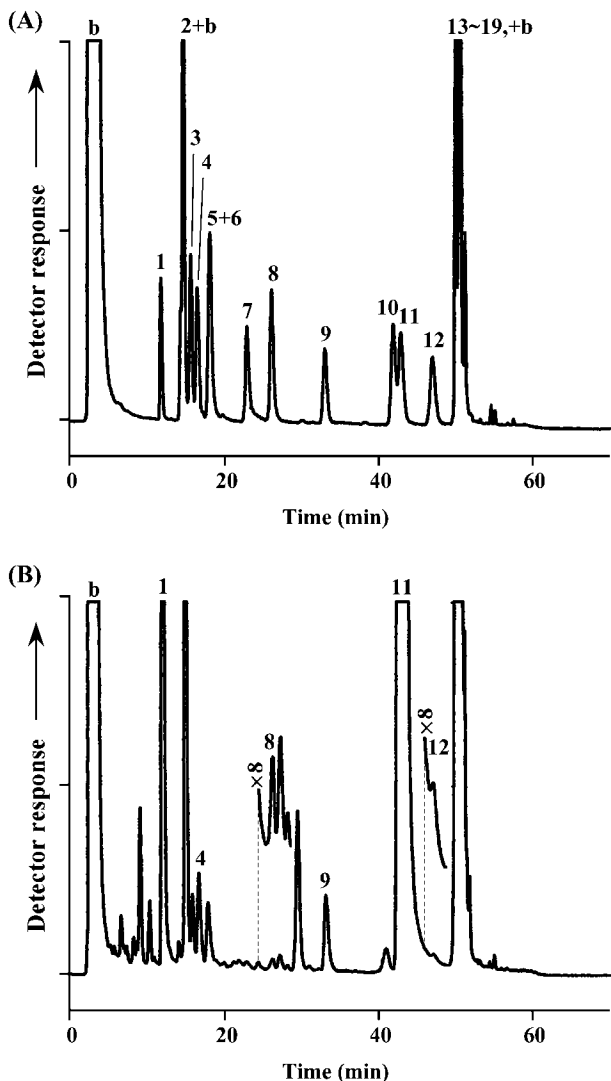 (A)
b
2+b
13~19,+b
3
4
5+6
1
7
8
9
10
11
12
Detector response
0
20
40
60
Time (min)
(B)
b
1
11
×8
8
×8
12
4
9
Detector response
0
20
40
60
Time (min)